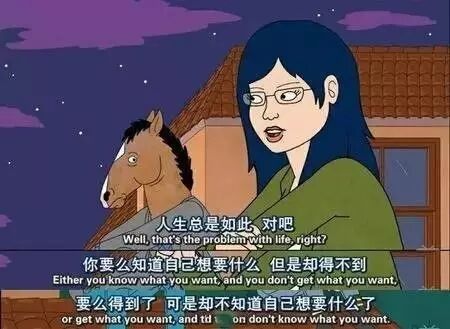 人生总是如此 对吧
Well, that's the problem with life, right?
你要么知道自己想要什么 但是却得不到
Either you know what you want, and you don't get what you want,
要么得到了 可是却不知道自己想要什么了
or get what you want, and td on don't know what you want.